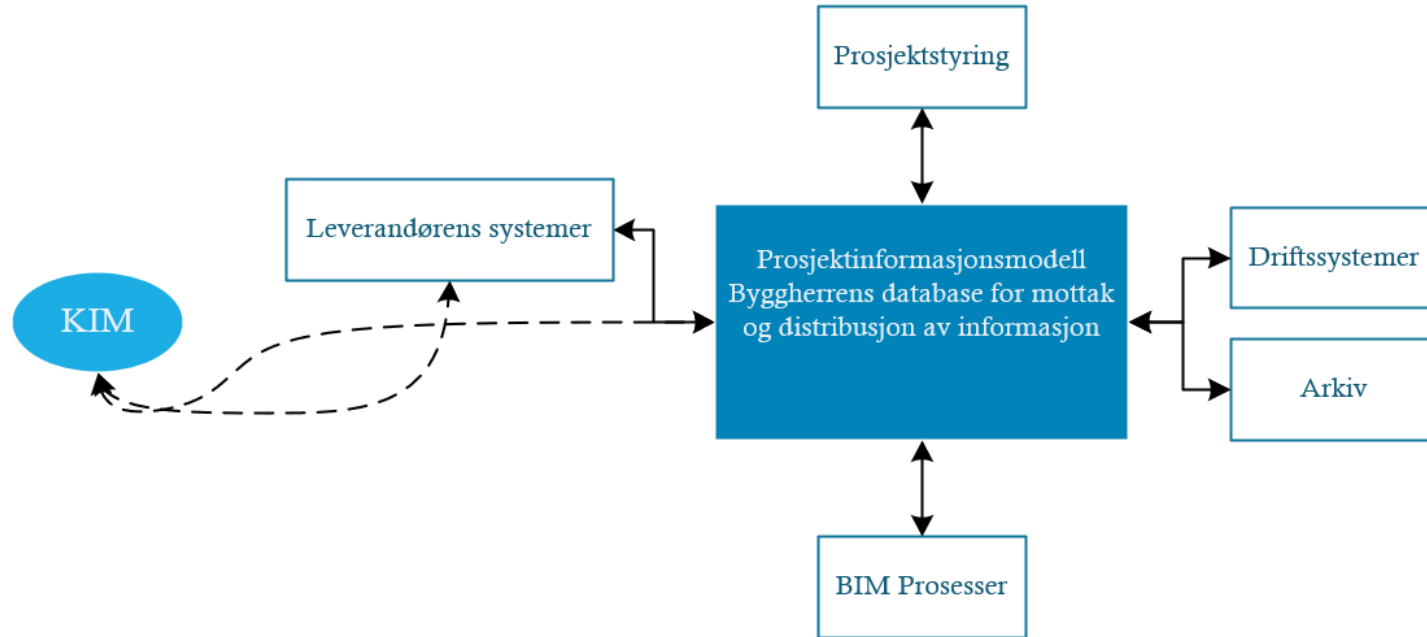 Prosjektstyring
Leverandørens systemer
KIM
Prosjektinformasjonsmodell
Byggherrens database for mottak
og distribusjon av informasjon
Driftssystemer
Arkiv
BIM Prosesser